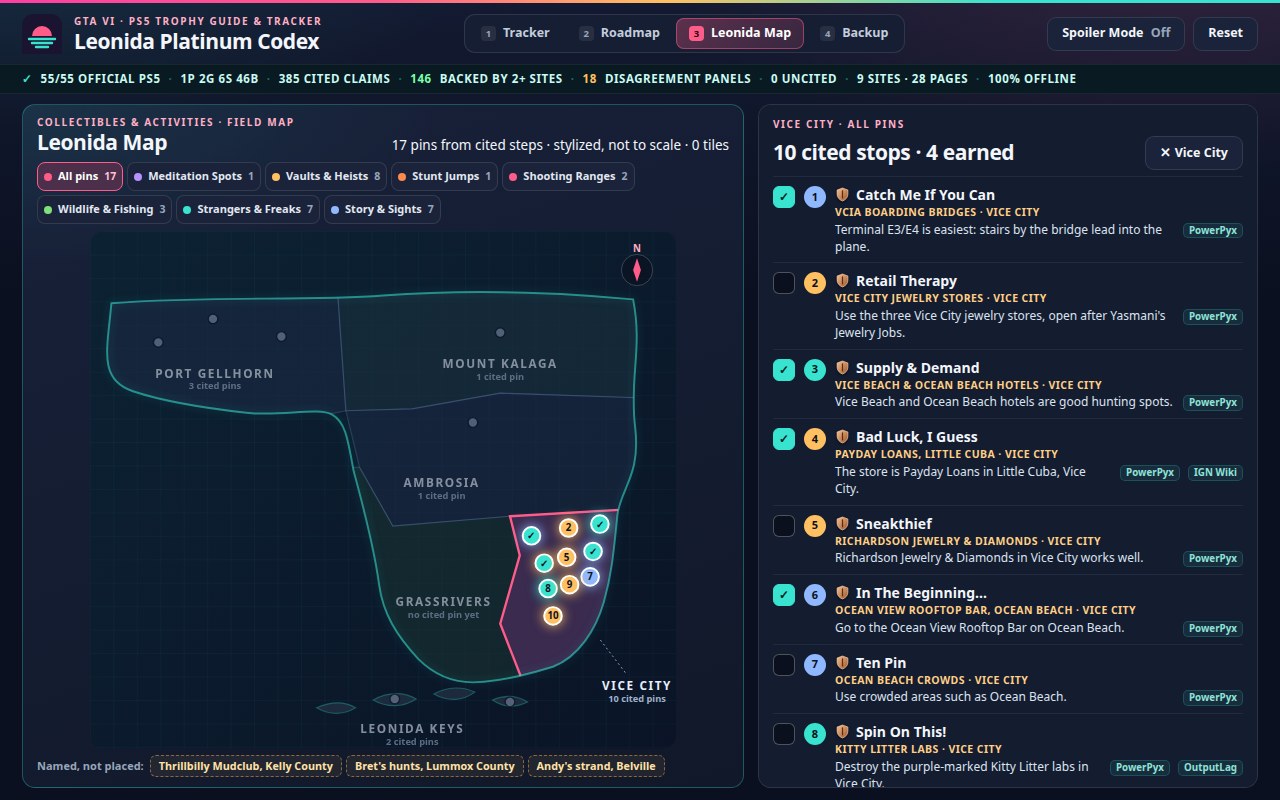 GTA VI · PS5 TROPHY GUIDE & TRACKER
Leonida Platinum Codex
1 Tracker
2 Roadmap
3 Leonida Map
4 Backup
Spoiler Mode Off
Reset
✓ 55/55 OFFICIAL PS5 · 1P 2G 6S 46B · 385 CITED CLAIMS · 146 BACKED BY 2+ SITES · 18 DISAGREEMENT PANELS · 0 UNCITED · 9 SITES · 28 PAGES · 100% OFFLINE
COLLECTIBLES & ACTIVITIES · FIELD MAP
Leonida Map
17 pins from cited steps · stylized, not to scale · 0 tiles
All pins 17
Meditation Spots 1
Vaults & Heists 8
Stunt Jumps 1
Shooting Ranges 2
Wildlife & Fishing 3
Strangers & Freaks 7
Story & Sights 7
N
PORT GELLHORN
3 cited pins
MOUNT KALAGA
1 cited pin
AMBROSIA
1 cited pin
✓ 2 ✓
✓ 5 ✓
8 9 7
10
GRASSRIVERS
no cited pin yet
VICE CITY
10 cited pins
LEONIDA KEYS
2 cited pins
Named, not placed:
Thrillbilly Mudclub, Kelly County
Bret's hunts, Lummox County
Andy's strand, Belville
VICE CITY · ALL PINS
10 cited stops · 4 earned
✕ Vice City
✓ 1 Catch Me If You Can
VCIA BOARDING BRIDGES · VICE CITY
Terminal E3/E4 is easiest: stairs by the bridge lead into the
plane.
PowerPyx
2 Retail Therapy
VICE CITY JEWELRY STORES · VICE CITY
Use the three Vice City jewelry stores, open after Yasmani's
Jewelry Jobs.
PowerPyx
✓ 3 Supply & Demand
VICE BEACH & OCEAN BEACH HOTELS · VICE CITY
Vice Beach and Ocean Beach hotels are good hunting spots.
PowerPyx
✓ 4 Bad Luck, I Guess
PAYDAY LOANS, LITTLE CUBA · VICE CITY
The store is Payday Loans in Little Cuba, Vice
City.
PowerPyx
IGN Wiki
5 Sneakthief
RICHARDSON JEWELRY & DIAMONDS · VICE CITY
Richardson Jewelry & Diamonds in Vice City works well.
PowerPyx
✓ 6 In The Beginning...
OCEAN VIEW ROOFTOP BAR, OCEAN BEACH · VICE CITY
Go to the Ocean View Rooftop Bar on Ocean Beach.
PowerPyx
7 Ten Pin
OCEAN BEACH CROWDS · VICE CITY
Use crowded areas such as Ocean Beach.
PowerPyx
8 Spin On This!
KITTY LITTER LABS · VICE CITY
Destroy the purple-marked Kitty Litter labs in
Vice City.
PowerPyx
OutputLag